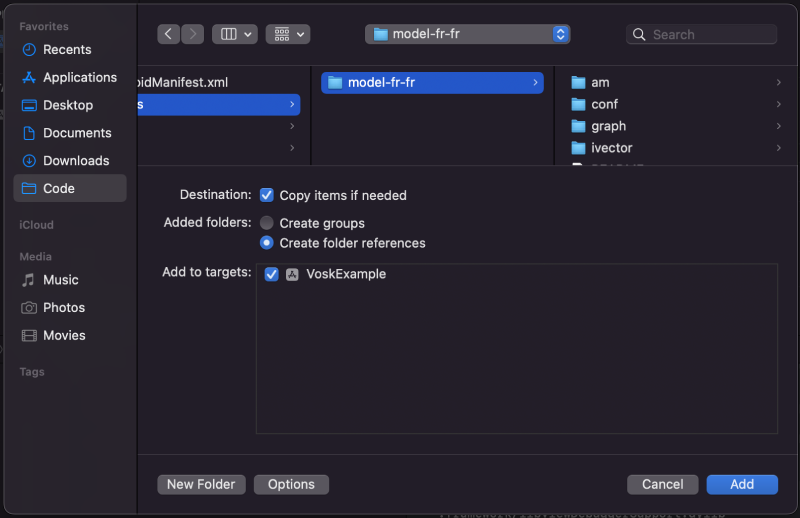 Favorites
Recents
Applications
Desktop
Documents
Downloads
Code
iCloud
Media
Music
Photos
Movies
Tags
model-fr-fr
Search
oidManifest.xml
s
model-fr-fr
am
conf
graph
ivector
Destination: Copy items if needed
Added folders: Create groups
Create folder references
Add to targets: VoskExample
New Folder
Options
Cancel
Add